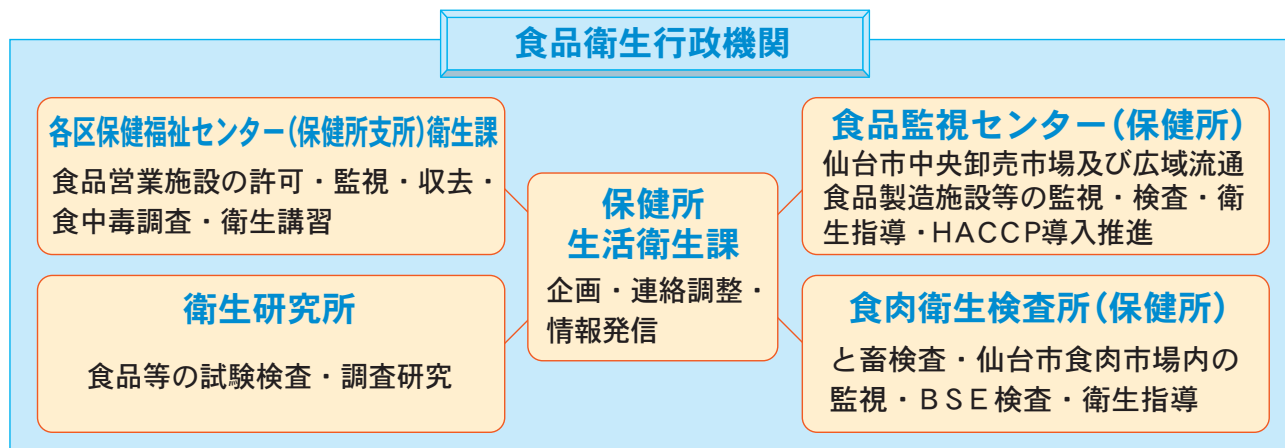 食品衛生行政機関
各区保健福祉センター(保健所支所)衛生課
食品営業施設の許可・監視・収去・
食中毒調査・衛生講習
衛生研究所
食品等の試験検査・調査研究
保健所
生活衛生課
企画・連絡調整・
情報発信
食品監視センター(保健所)
仙台市中央卸売市場及び広域流通
食品製造施設等の監視・検査・衛
生指導・HACCP導入推進
食肉衛生検査所(保健所)
と畜検査・仙台市食肉市場内の
監視・BSE検査・衛生指導